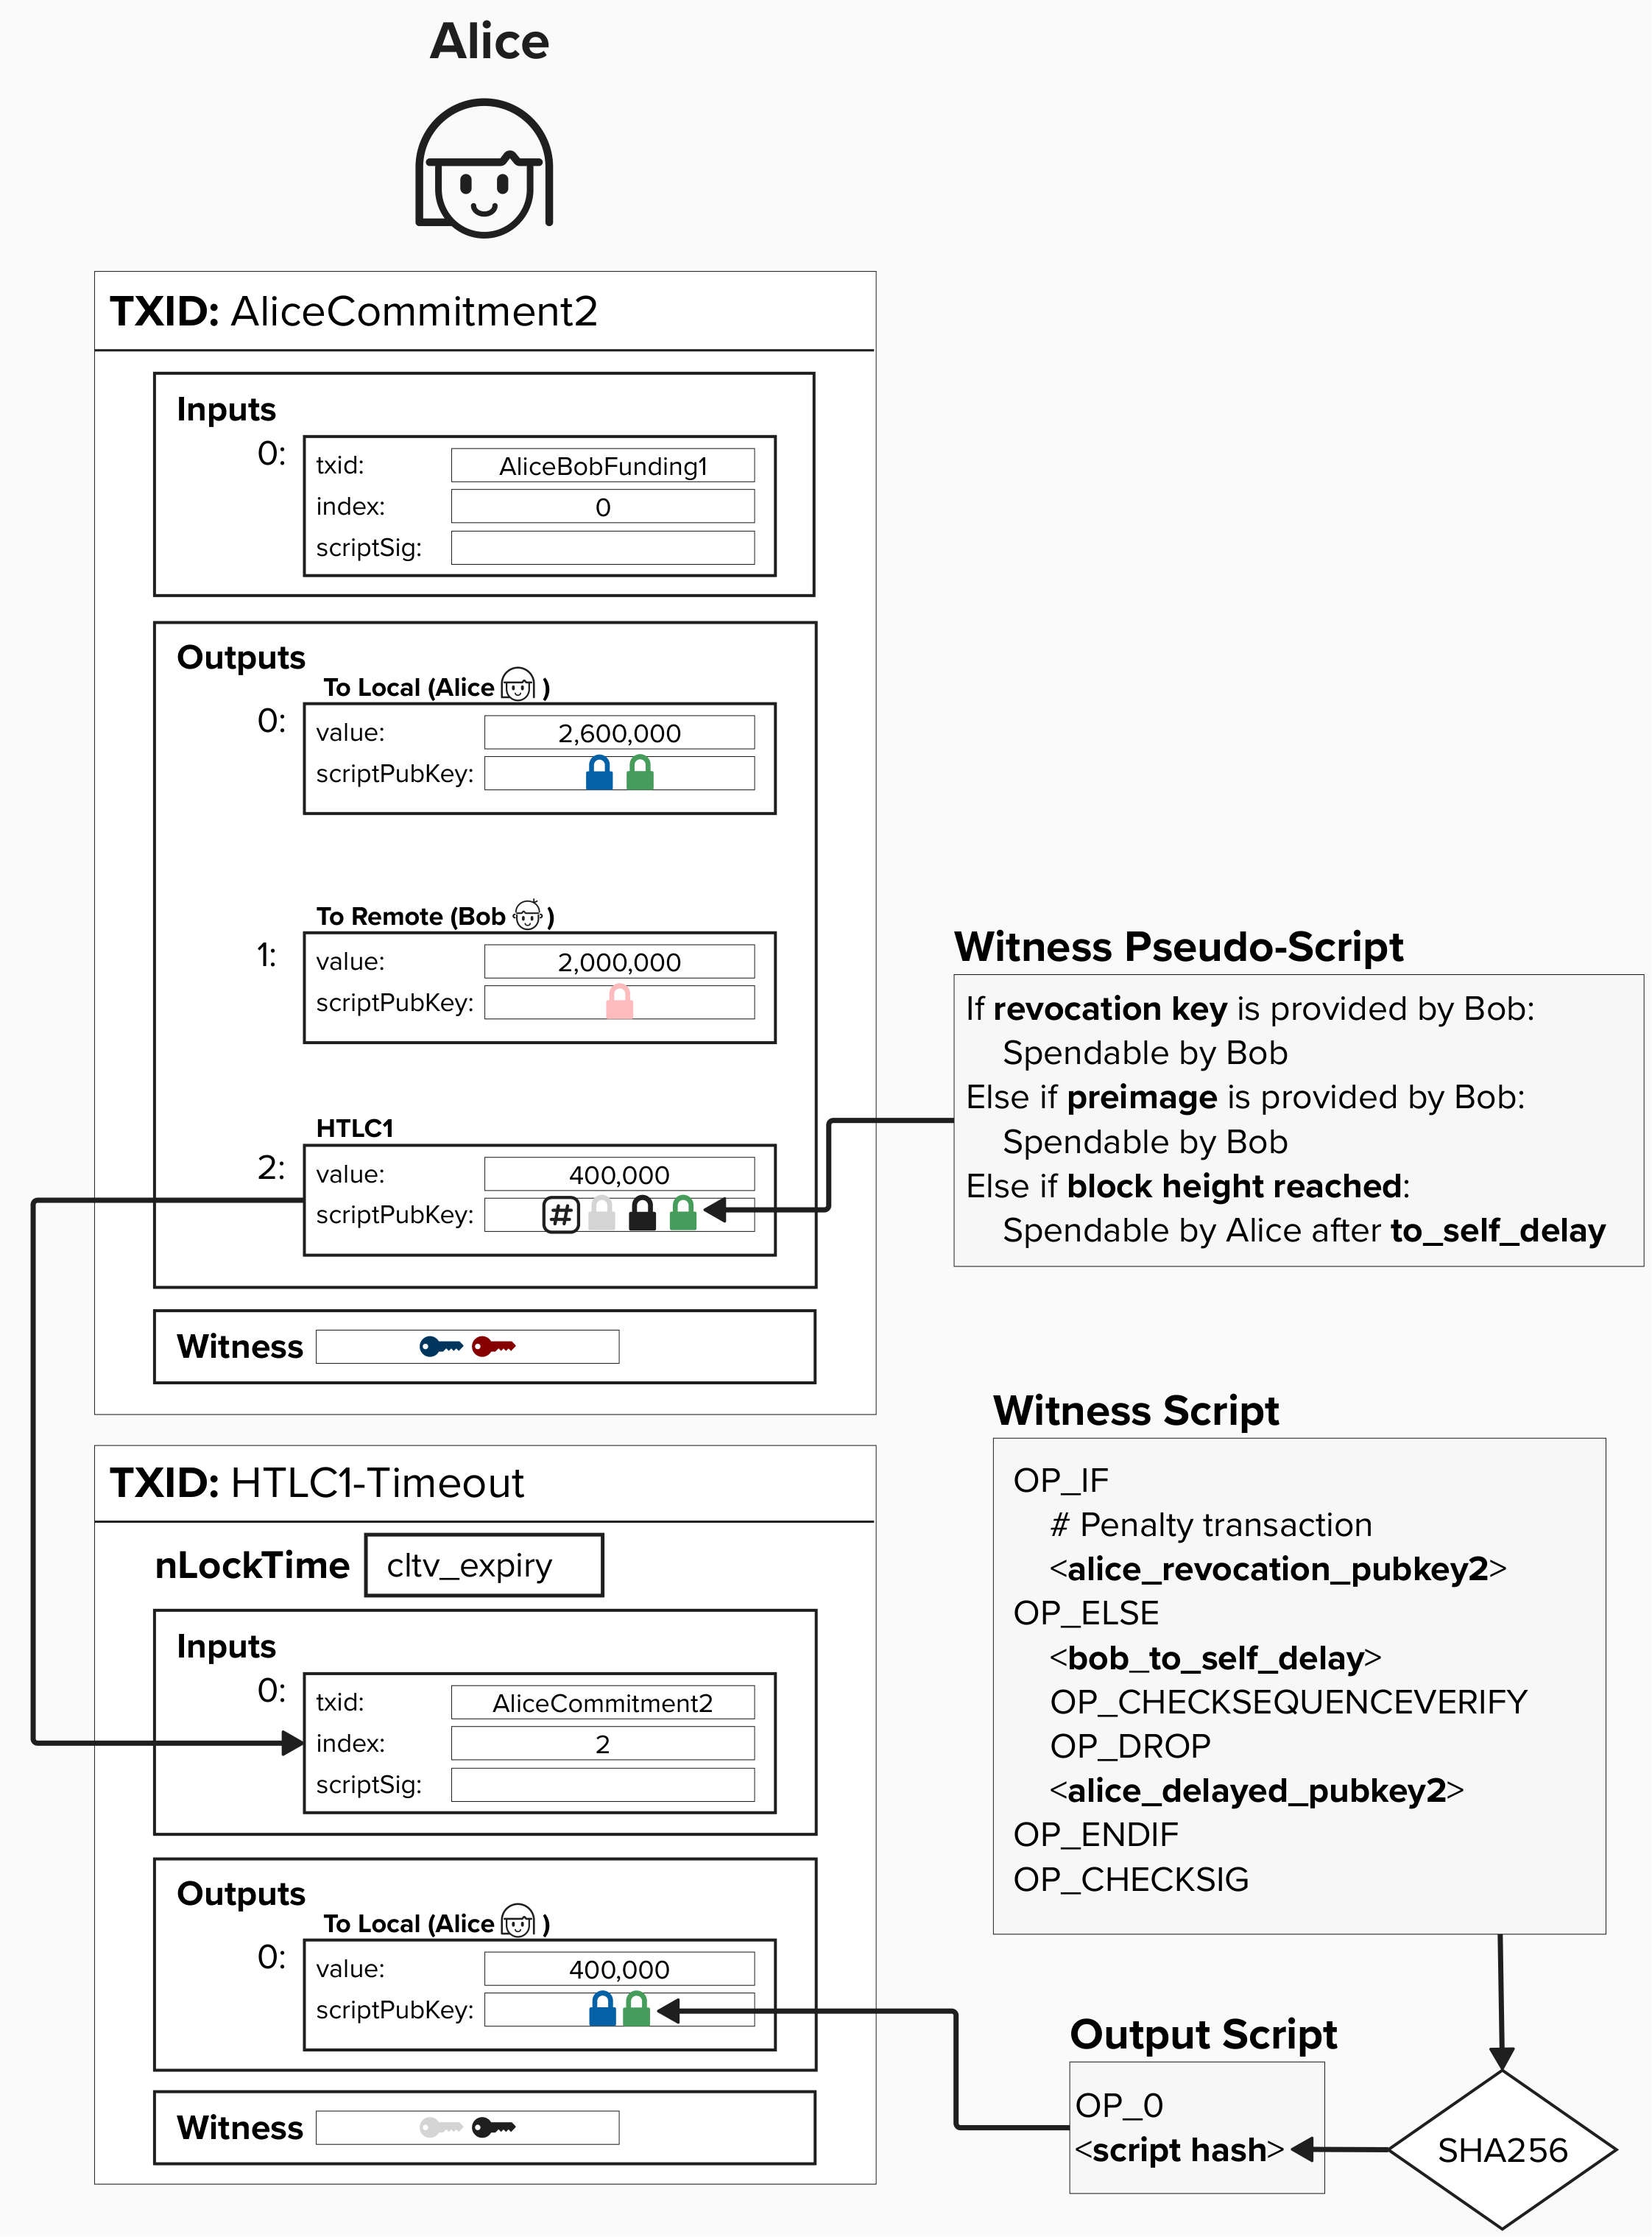 Alice
TXID: AliceCommitment2
Inputs
0:
txid: AliceBobFunding1
index: 0
scriptSig:
Outputs
To Local (Alice )
0:
value: 2,600,000
scriptPubKey:
To Remote (Bob )
1:
value: 2,000,000
scriptPubKey:
HTLC1
2:
value: 400,000
scriptPubKey: #
Witness
Witness Pseudo-Script
If revocation key is provided by Bob:
Spendable by Bob
Else if preimage is provided by Bob:
Spendable by Bob
Else if block height reached:
Spendable by Alice after to_self_delay
TXID: HTLC1-Timeout
nLockTime cltv_expiry
Inputs
0:
txid: AliceCommitment2
index: 2
scriptSig:
Outputs
To Local (Alice )
0:
value: 400,000
scriptPubKey:
Witness
Witness Script
OP_IF
# Penalty transaction
<alice_revocation_pubkey2>
OP_ELSE
<bob_to_self_delay>
OP_CHECKSEQUENCEVERIFY
OP_DROP
<alice_delayed_pubkey2>
OP_ENDIF
OP_CHECKSIG
Output Script
OP_0
<script hash>
SHA256